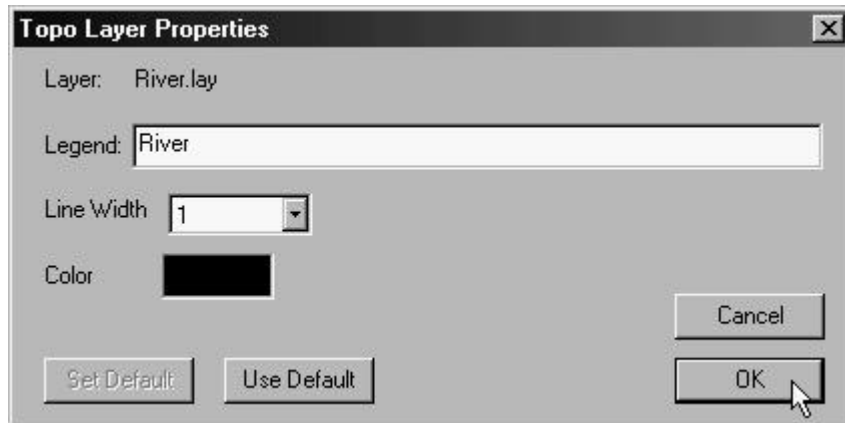 Topo Layer Properties
Layer: River.lay
Legend: River
Line Width 1
Color
Cancel
Set Default Use Default OK